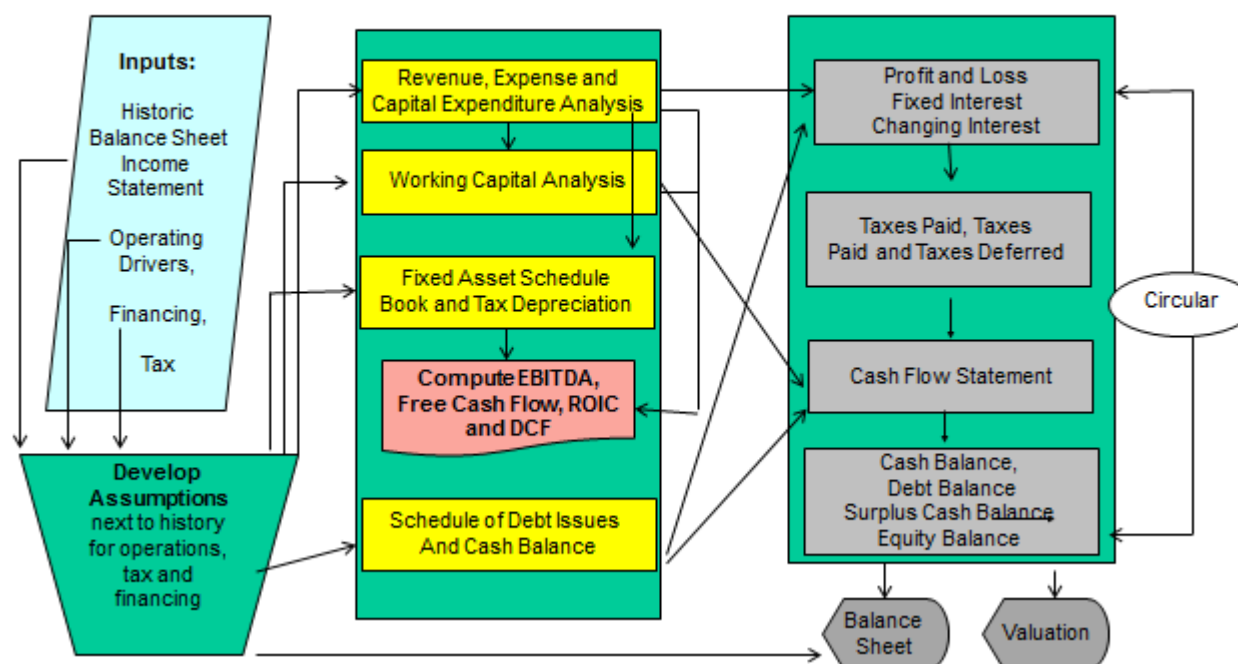 Inputs:
Historic
Balance Sheet
Income
Statement
Operating
Drivers,
Financing,
Tax
Develop
Assumptions
next to history
for operations,
tax and
financing
Revenue, Expense and
Capital Expenditure Analysis
Working Capital Analysis
Fixed Asset Schedule
Book and Tax Depreciation
Compute EBITDA,
Free Cash Flow, ROIC
and DCF
Schedule of Debt Issues
And Cash Balance
Profit and Loss
Fixed Interest
Changing Interest
Taxes Paid, Taxes
Paid and Taxes Deferred
Cash Flow Statement
Cash Balance,
Debt Balance
Surplus Cash Balance
Equity Balance
Circular
Balance
Sheet
Valuation